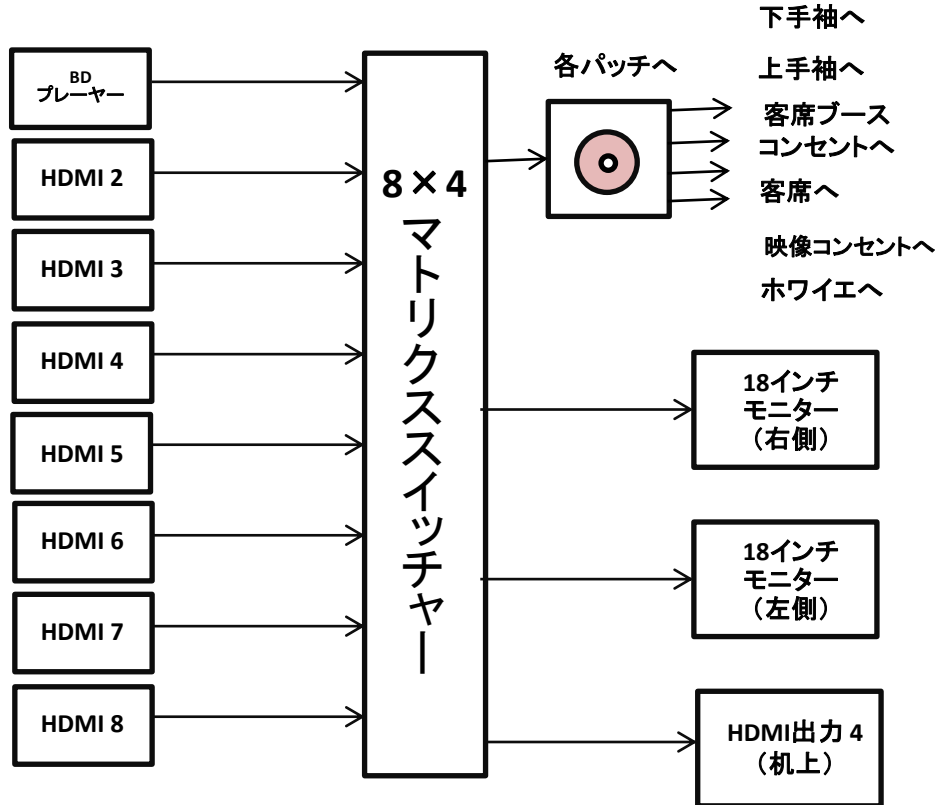 BD
プレーヤー
HDMI 2
HDMI 3
HDMI 4
HDMI 5
HDMI 6
HDMI 7
HDMI 8
8×4
マトリクススイッチャー
各パッチへ
下手袖へ
上手袖へ
客席ブース
コンセントへ
客席へ
映像コンセントへ
ホワイエへ
18インチ
モニター
（右側）
18インチ
モニター
（左側）
HDMI出力 4
（机上）